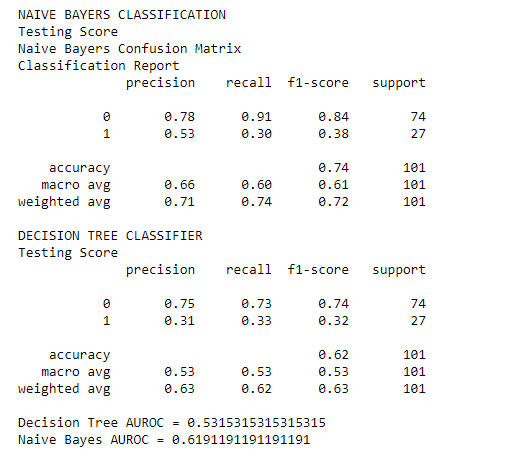 NAIVE BAYERS CLASSIFICATION
Testing Score
Naive Bayers Confusion Matrix
Classification Report
precision recall f1-score support
0 0.78 0.91 0.84 74
1 0.53 0.30 0.38 27
accuracy 0.74 101
macro avg 0.66 0.60 0.61 101
weighted avg 0.71 0.74 0.72 101
DECISION TREE CLASSIFIER
Testing Score
precision recall f1-score support
0 0.75 0.73 0.74 74
1 0.31 0.33 0.32 27
accuracy 0.62 101
macro avg 0.53 0.53 0.53 101
weighted avg 0.63 0.62 0.63 101
Decision Tree AUROC = 0.5315315315315315
Naive Bayes AUROC = 0.6191191191191191